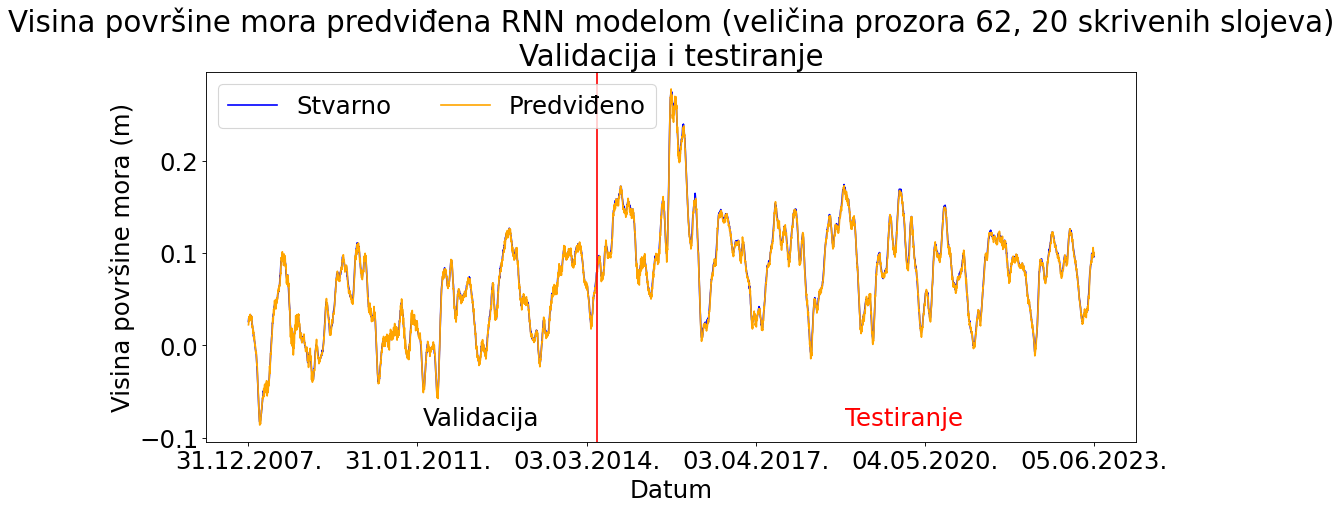 Visina površine mora predviđena RNN modelom (veličina prozora 62, 20 skrivenih slojeva)
Validacija i testiranje
Stvarno
Predviđeno
Visina površine mora (m)
0.2
0.1
0.0
−0.1
Validacija
Testiranje
31.12.2007.
31.01.2011.
03.03.2014.
03.04.2017.
04.05.2020.
05.06.2023.
Datum